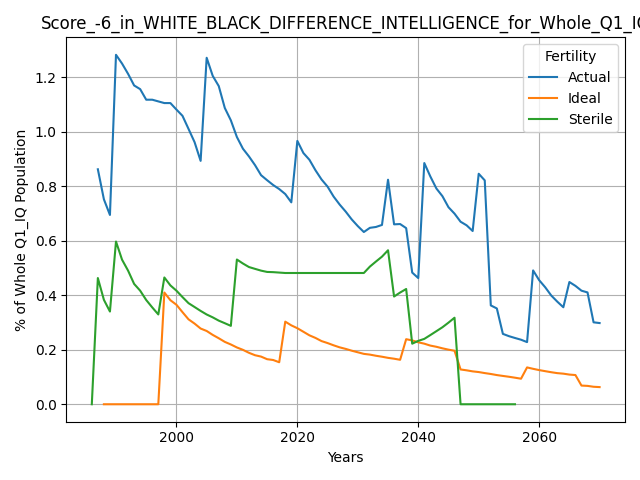 Score_-6_in_WHITE_BLACK_DIFFERENCE_INTELLIGENCE_for_Whole_Q1_IQ
Fertility
Actual
Ideal
Sterile
% of Whole Q1_IQ Population
1.2
1.0
0.8
0.6
0.4
0.2
0.0
2000 2020 2040 2060
Years